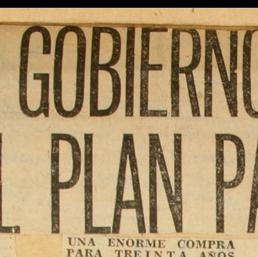 GOBIERNO
L PLAN PA
UNA ENORME COMPRA
PARA TREINTA AÑOS